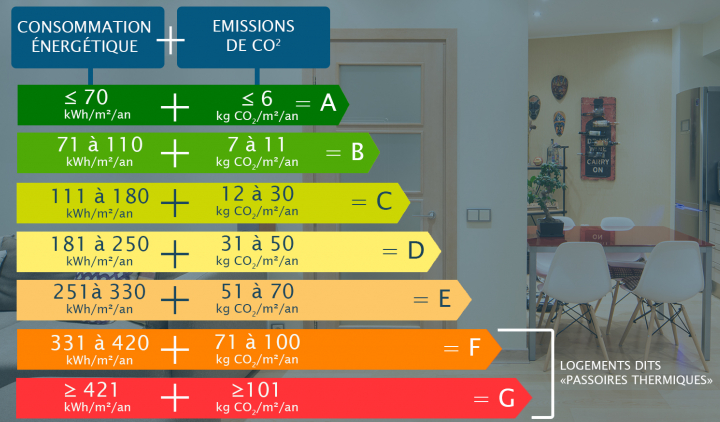 CONSOMMATION
ÉNERGÉTIQUE
+
EMISSIONS
DE CO²
≤ 70
kWh/m²/an
+
≤ 6
kg CO₂/m²/an
= A
71 à 110
kWh/m²/an
+
7 à 11
kg CO₂/m²/an
= B
111 à 180
kWh/m²/an
+
12 à 30
kg CO₂/m²/an
= C
181 à 250
kWh/m²/an
+
31 à 50
kg CO₂/m²/an
= D
251à 330
kWh/m²/an
+
51 à 70
kg CO₂/m²/an
= E
331 à 420
kWh/m²/an
+
71 à 100
kg CO₂/m²/an
= F
≥ 421
kWh/m²/an
+
≥101
kg CO₂/m²/an
= G
LOGEMENTS DITS
«PASSOIRES THERMIQUES»
CARRY
ON